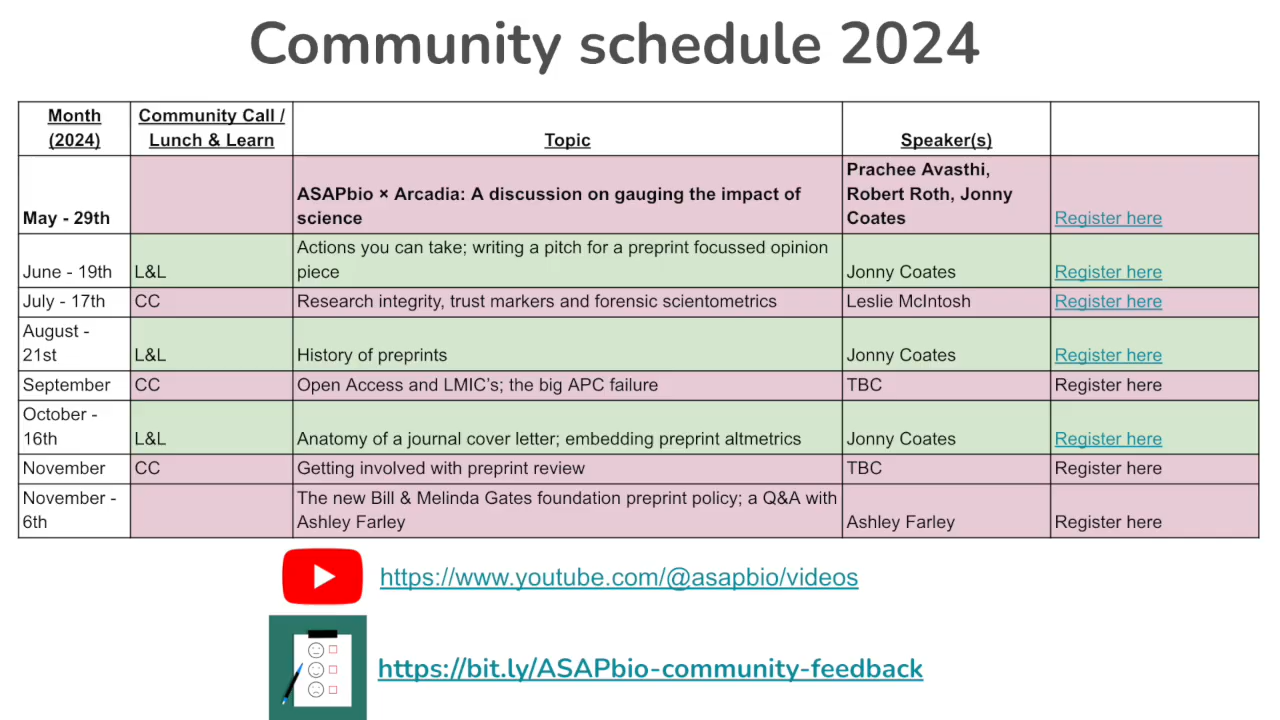 Community schedule 2024
Month
(2024)
Community Call /
Lunch & Learn
Topic
Speaker(s)
May - 29th
ASAPbio × Arcadia: A discussion on gauging the impact of
science
Prachee Avasthi,
Robert Roth, Jonny
Coates
Register here
June - 19th
L&L
Actions you can take; writing a pitch for a preprint focussed opinion
piece
Jonny Coates
Register here
July - 17th
CC
Research integrity, trust markers and forensic scientometrics
Leslie McIntosh
Register here
August -
21st
L&L
History of preprints
Jonny Coates
Register here
September
CC
Open Access and LMIC's; the big APC failure
TBC
Register here
October -
16th
L&L
Anatomy of a journal cover letter; embedding preprint altmetrics
Jonny Coates
Register here
November
CC
Getting involved with preprint review
TBC
Register here
November -
6th
The new Bill & Melinda Gates foundation preprint policy; a Q&A with
Ashley Farley
Ashley Farley
Register here
https://www.youtube.com/@asapbio/videos
https://bit.ly/ASAPbio-community-feedback